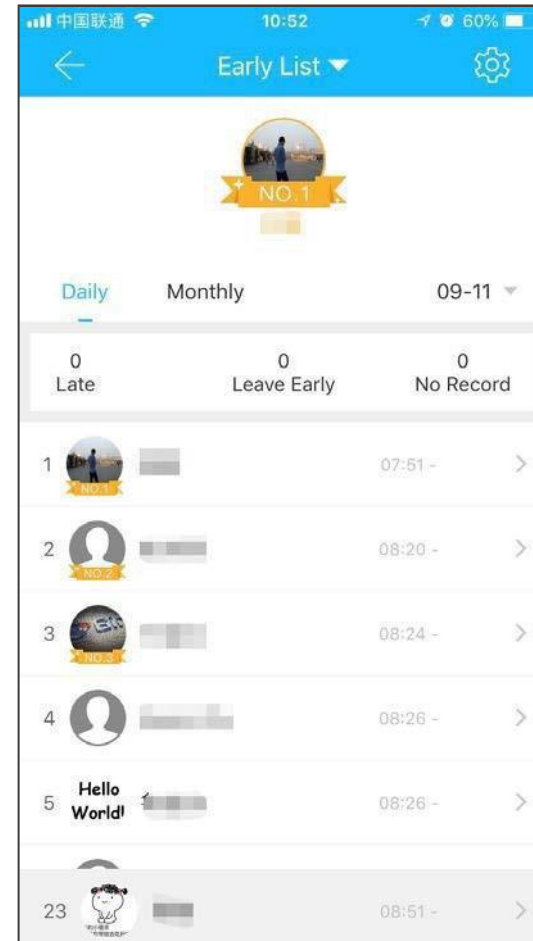 中国联通 10:52 60%
Early List
NO.1
Daily Monthly 09-11
0 0 0
Late Leave Early No Record
1 NO.1 07:51 -
2 NO.2 08:20 -
3 NO.3 08:24 -
4 08:26 -
5 Hello World! 08:26 -
23 08:51 -